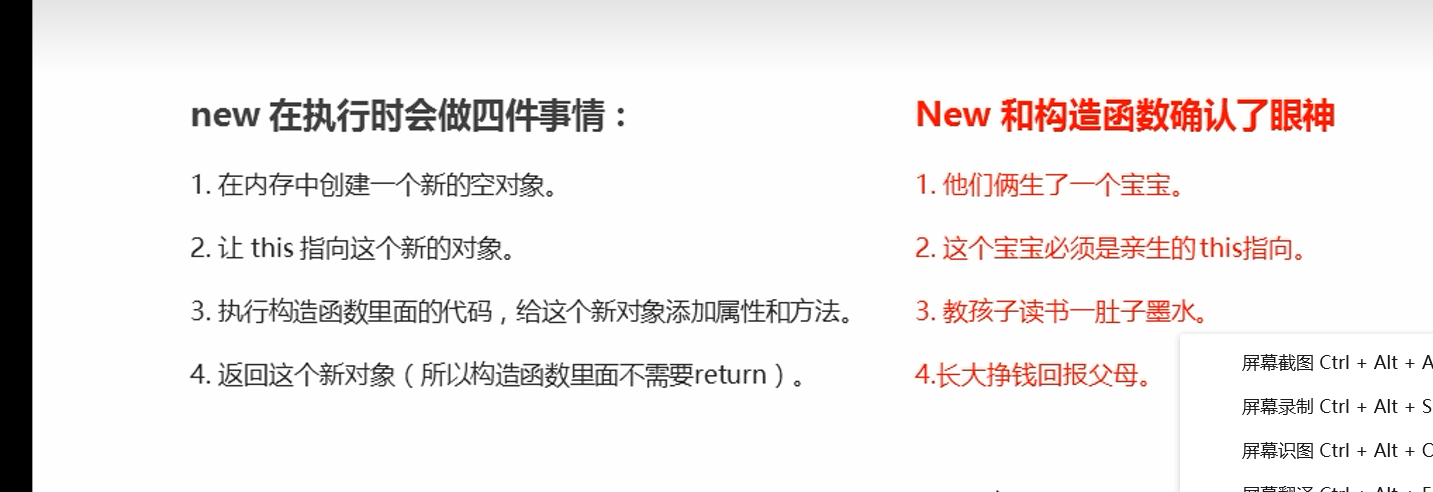 new 在执行时会做四件事情：
1. 在内存中创建一个新的空对象。
2. 让 this 指向这个新的对象。
3. 执行构造函数里面的代码，给这个新对象添加属性和方法。
4. 返回这个新对象（所以构造函数里面不需要return）。
New 和构造函数确认了眼神
1. 他们俩生了一个宝宝。
2. 这个宝宝必须是亲生的this指向。
3. 教孩子读书一肚子墨水。
4.长大挣钱回报父母。
屏幕截图 Ctrl + Alt + A
屏幕录制 Ctrl + Alt + S
屏幕识图 Ctrl + Alt +